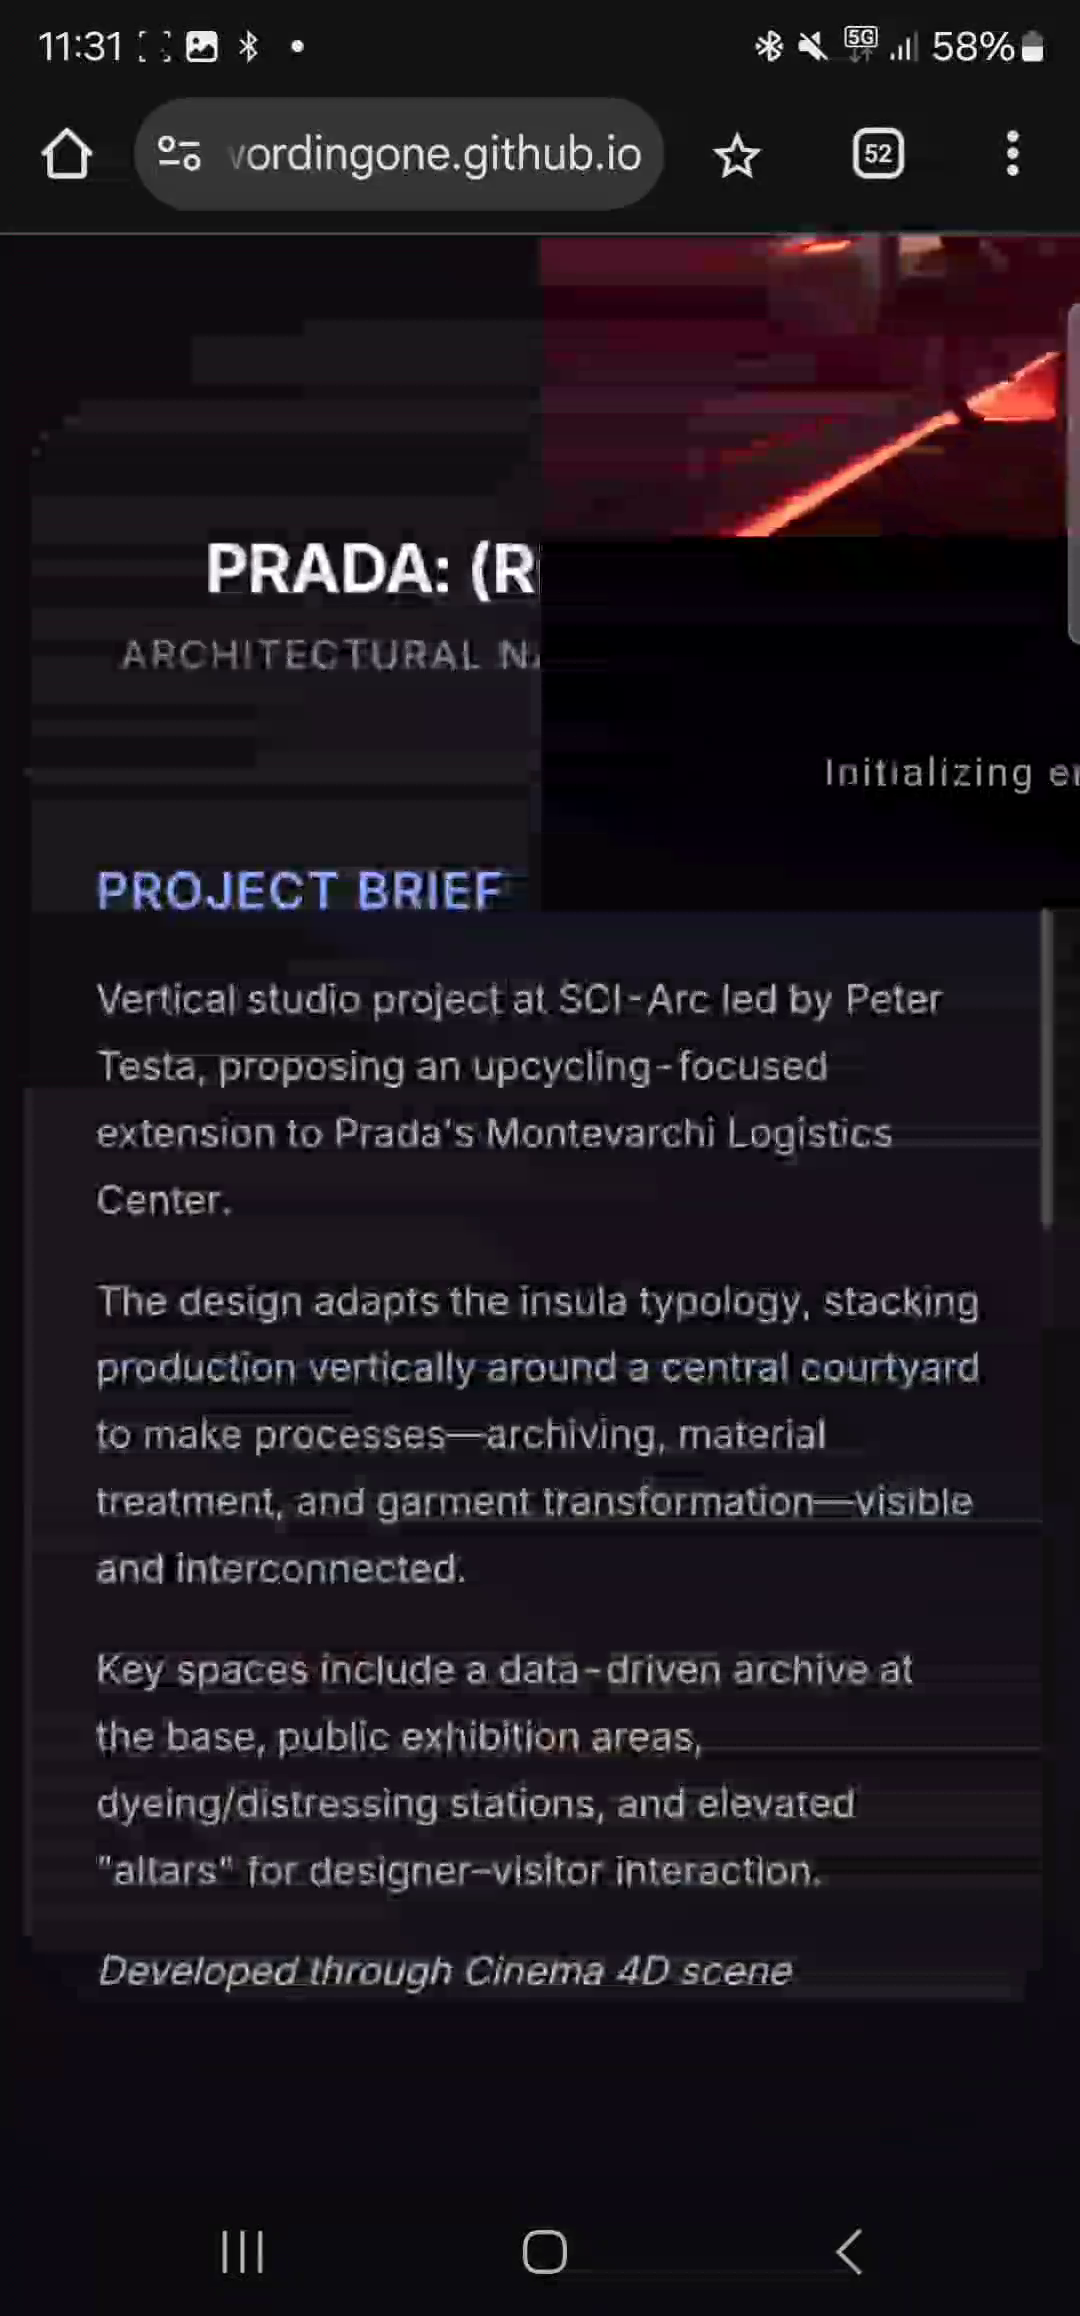 11:31
5G
58%
vordingone.github.io
52
PRADA: (R
ARCHITECTURAL
Initializing
PROJECT BRIEF
Vertical studio project at SCI-Arc led by Peter
Testa, proposing an upcycling-focused
extension to Prada's Montevarchi Logistics
Center.
The design adapts the insula typology, stacking
production vertically around a central courtyard
to make processes—archiving, material
treatment, and garment transformation—visible
and interconnected.
Key spaces include a data-driven archive at
the base, public exhibition areas,
dyeing/distressing stations, and elevated
"altars" for designer–visitor interaction.
Developed through Cinema 4D scene